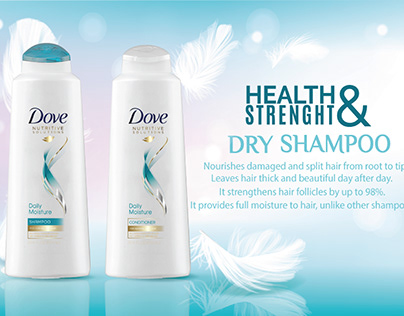 Dove
NUTRITIVE
SOLUTIONS
Daily
Moisture
SHAMPOO
Dove
NUTRITIVE
SOLUTIONS
Daily
Moisture
CONDITIONER
HEALTH &
STRENGHT
DRY SHAMPOO
Nourishes damaged and split hair from root to tip
Leaves hair thick and beautiful day after day.
It strengthens hair follicles by up to 98%.
It provides full moisture to hair, unlike other shampoo